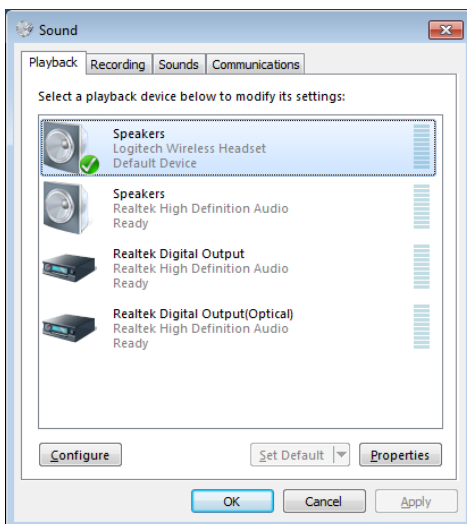 Sound
Playback Recording Sounds Communications
Select a playback device below to modify its settings:
Speakers
Logitech Wireless Headset
Default Device
Speakers
Realtek High Definition Audio
Ready
Realtek Digital Output
Realtek High Definition Audio
Ready
Realtek Digital Output(Optical)
Realtek High Definition Audio
Ready
Configure Set Default Properties
OK Cancel Apply